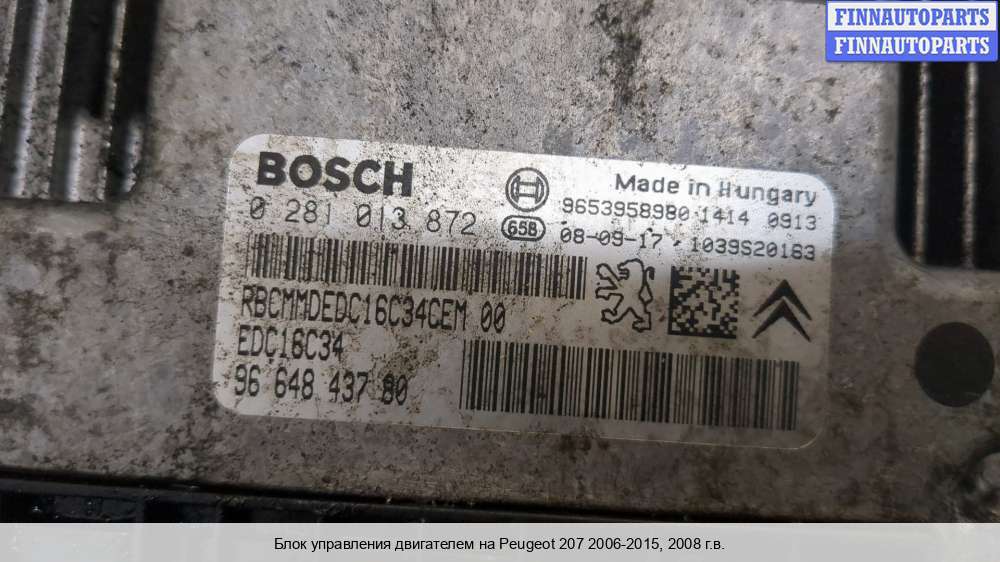 FINNAUTOPARTS
FINNAUTOPARTS
BOSCH
Made in Hungary
0 281 013 872
9653958980 1414 0913
658
08-09-17 1039S20183
RBCMMDEDC16C34CEM 00
EDC16C34
96 648 437 80
Блок управления двигателем на Peugeot 207 2006-2015, 2008 г.в.